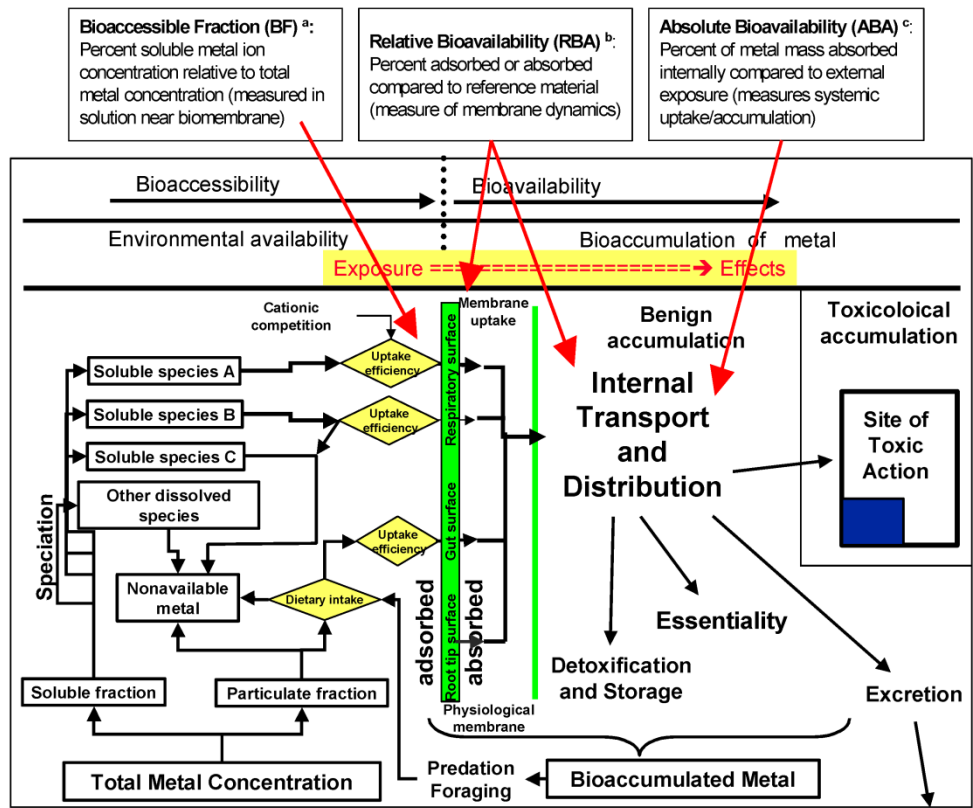 Bioaccessible Fraction (BF) a:
Percent soluble metal ion
concentration relative to total
metal concentration (measured in
solution near biomembrane)
Relative Bioavailability (RBA) b:
Percent adsorbed or absorbed
compared to reference material
(measure of membrane dynamics)
Absolute Bioavailability (ABA) c:
Percent of metal mass absorbed
internally compared to external
exposure (measures systemic
uptake/accumulation)
Bioaccessibility
Bioavailability
Environmental availability
Bioaccumulation of metal
Exposure ===================== Effects
Cationic
competition
Membrane
uptake
Benign
accumulation
Toxicoloical
accumulation
Soluble species A
Soluble species B
Soluble species C
Other dissolved
species
Speciation
Nonavailable
metal
Uptake
efficiency
Uptake
efficiency
Uptake
efficiency
Dietary intake
Respiratory surface
Gut surface
Root tip surface
adsorbed
absorbed
Physiological
membrane
Internal
Transport
and
Distribution
Site of
Toxic
Action
Essentiality
Detoxification
and Storage
Excretion
Soluble fraction
Particulate fraction
Total Metal Concentration
Predation
Foraging
Bioaccumulated Metal